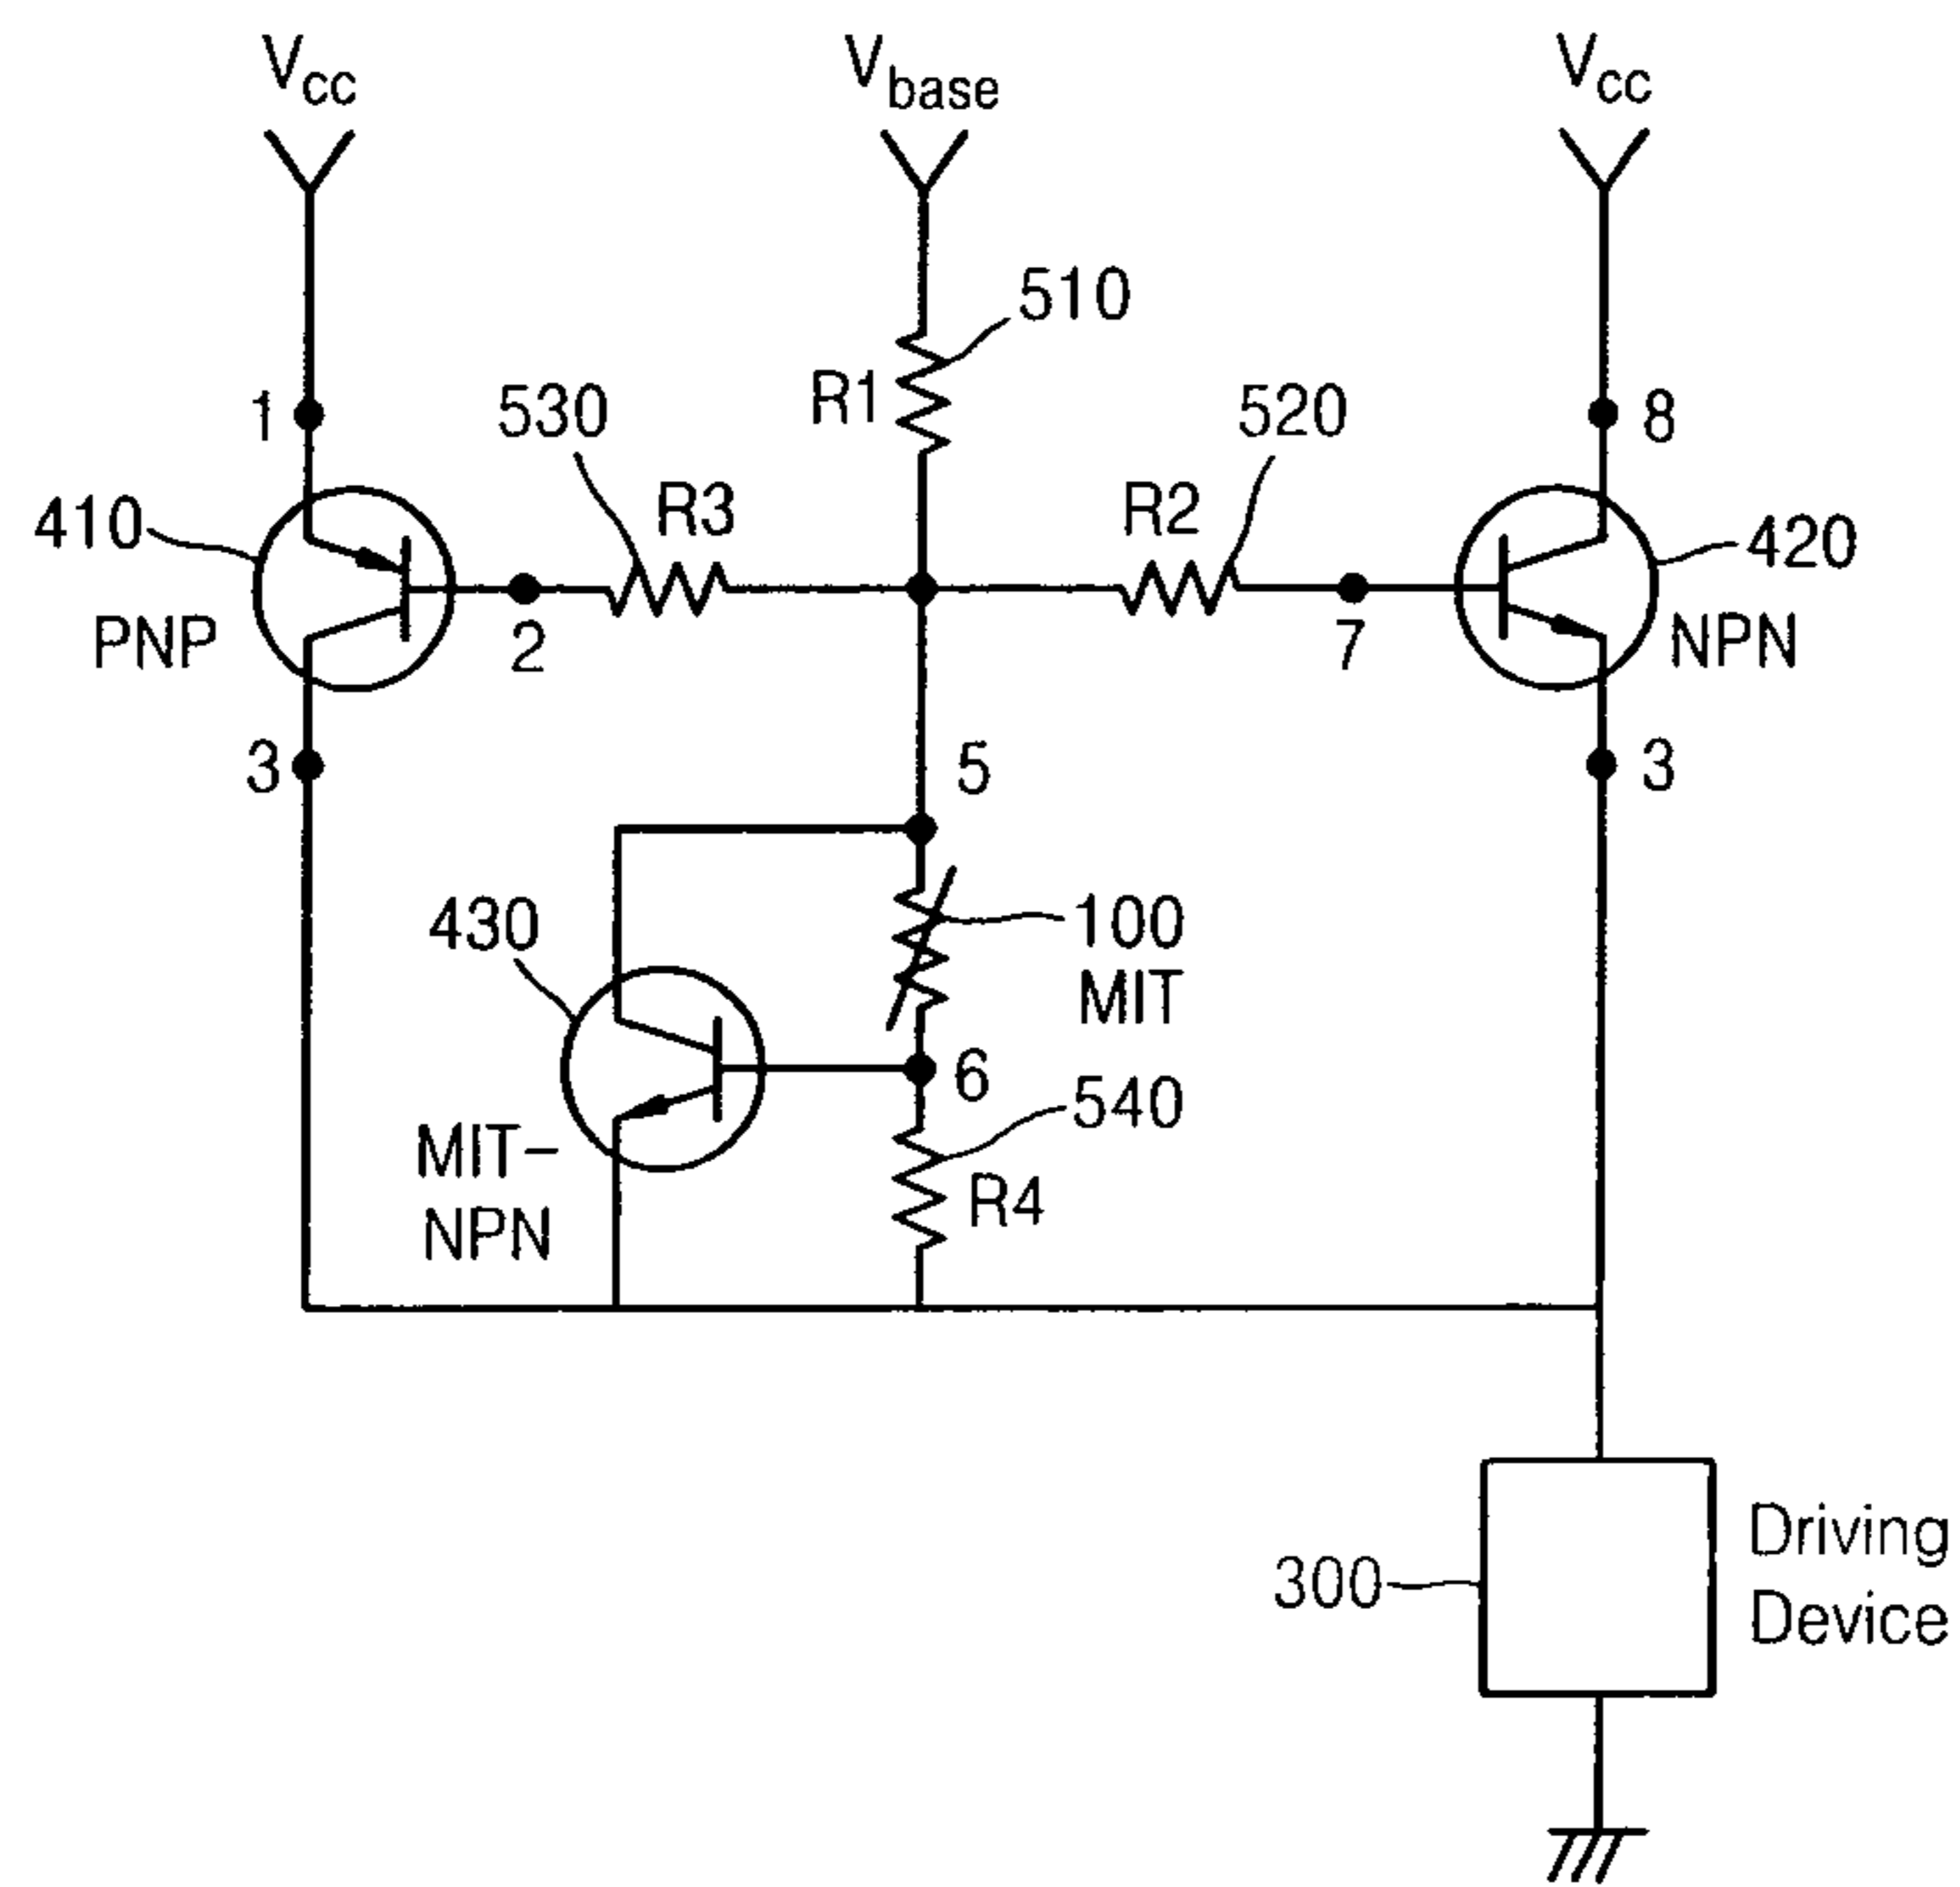 Vcc
Vbase
Vcc
510
R1
1
530
520
8
R3
R2
410
420
PNP
2
7
NPN
3
5
3
430
100
MIT
6
540
MIT-
NPN
R4
300
Driving
Device